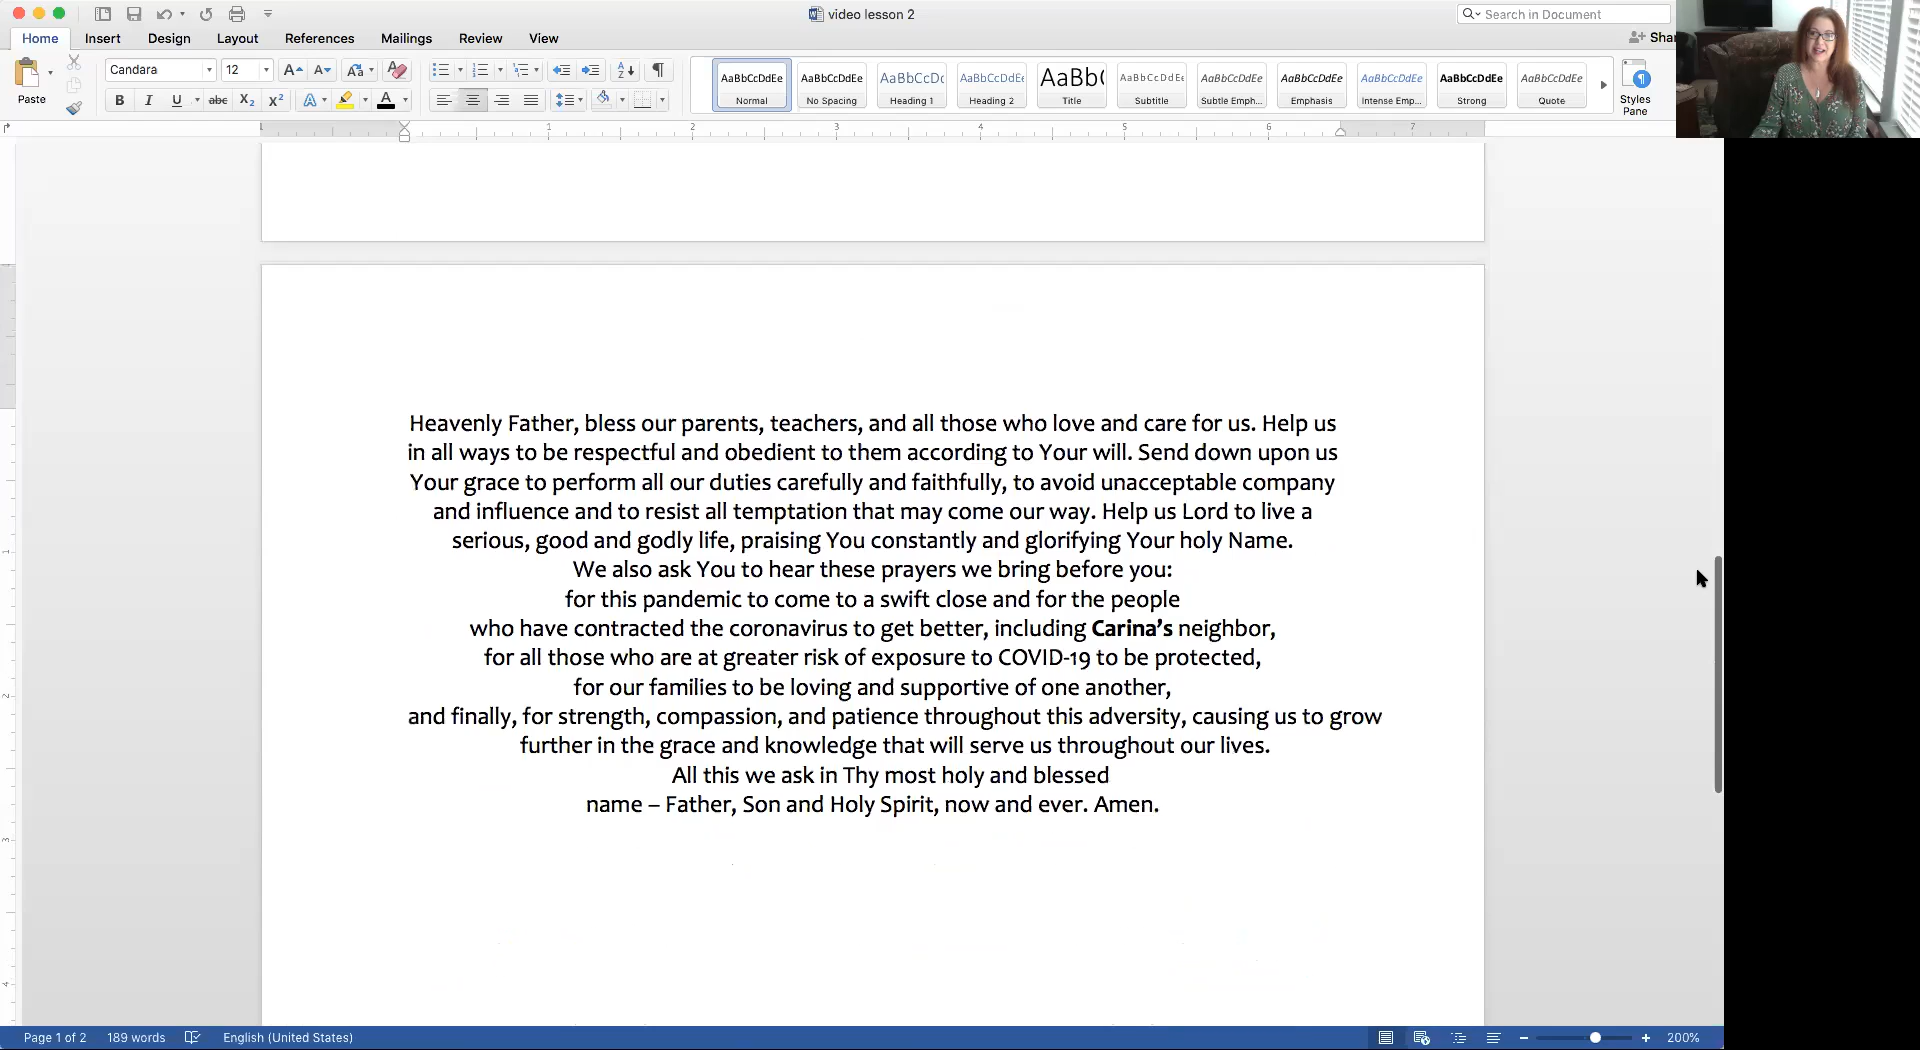 video lesson 2
Search in Document
Home Insert Design Layout References Mailings Review View
Shar
Paste
Candara 12
AaBbCcDdEe AaBbCcDdEe AaBbCcDc AaBbCcDdEe AaBb( AaBbCcDdEe AaBbCcDdEe AaBbCcDdEe AaBbCcDdEe AaBbCcDdEe AaBbCcDdEe
Normal No Spacing Heading 1 Heading 2 Title Subtitle Subtle Emph... Emphasis Intense Emp... Strong Quote
Styles Pane
1 1 2 3 4 5 6 7
Heavenly Father, bless our parents, teachers, and all those who love and care for us. Help us
in all ways to be respectful and obedient to them according to Your will. Send down upon us
Your grace to perform all our duties carefully and faithfully, to avoid unacceptable company
and influence and to resist all temptation that may come our way. Help us Lord to live a
serious, good and godly life, praising You constantly and glorifying Your holy Name.
We also ask You to hear these prayers we bring before you:
for this pandemic to come to a swift close and for the people
who have contracted the coronavirus to get better, including Carina's neighbor,
for all those who are at greater risk of exposure to COVID-19 to be protected,
for our families to be loving and supportive of one another,
and finally, for strength, compassion, and patience throughout this adversity, causing us to grow
further in the grace and knowledge that will serve us throughout our lives.
All this we ask in Thy most holy and blessed
name – Father, Son and Holy Spirit, now and ever. Amen.
Page 1 of 2 189 words English (United States) 200%